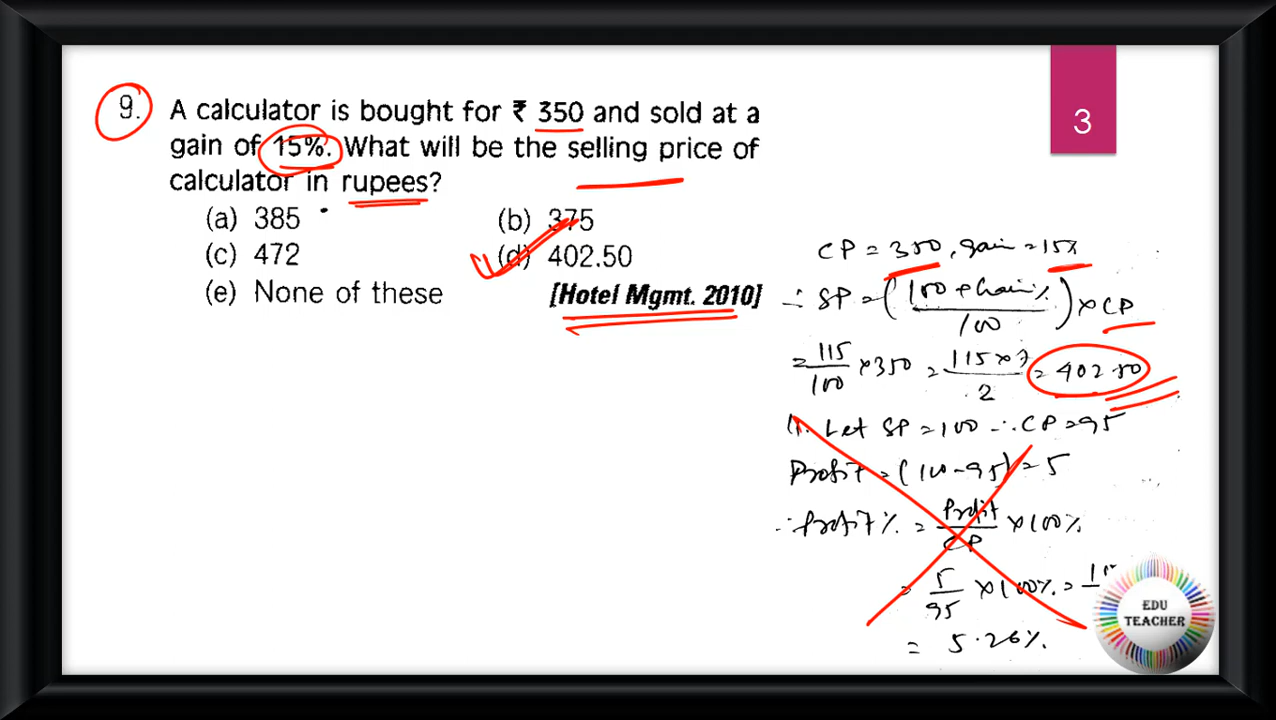 3
9. A calculator is bought for ₹ 350 and sold at a
gain of 15%. What will be the selling price of
calculator in rupees?
(a) 385 (b) 375
(c) 472 (d) 402.50
(e) None of these [Hotel Mgmt. 2010]
CP = 350, gain = 15%
∴ SP = (100 + Gain% / 100) × CP
= 115/100 × 350 = 115 × 7 / 2 = 402.50
Let SP = 100 ∴ CP = 95
Profit = (100 - 95) = 5
∴ Profit % = Profit/CP × 100%
= 5/95 × 100% =
= 5.26%
EDU
TEACHER